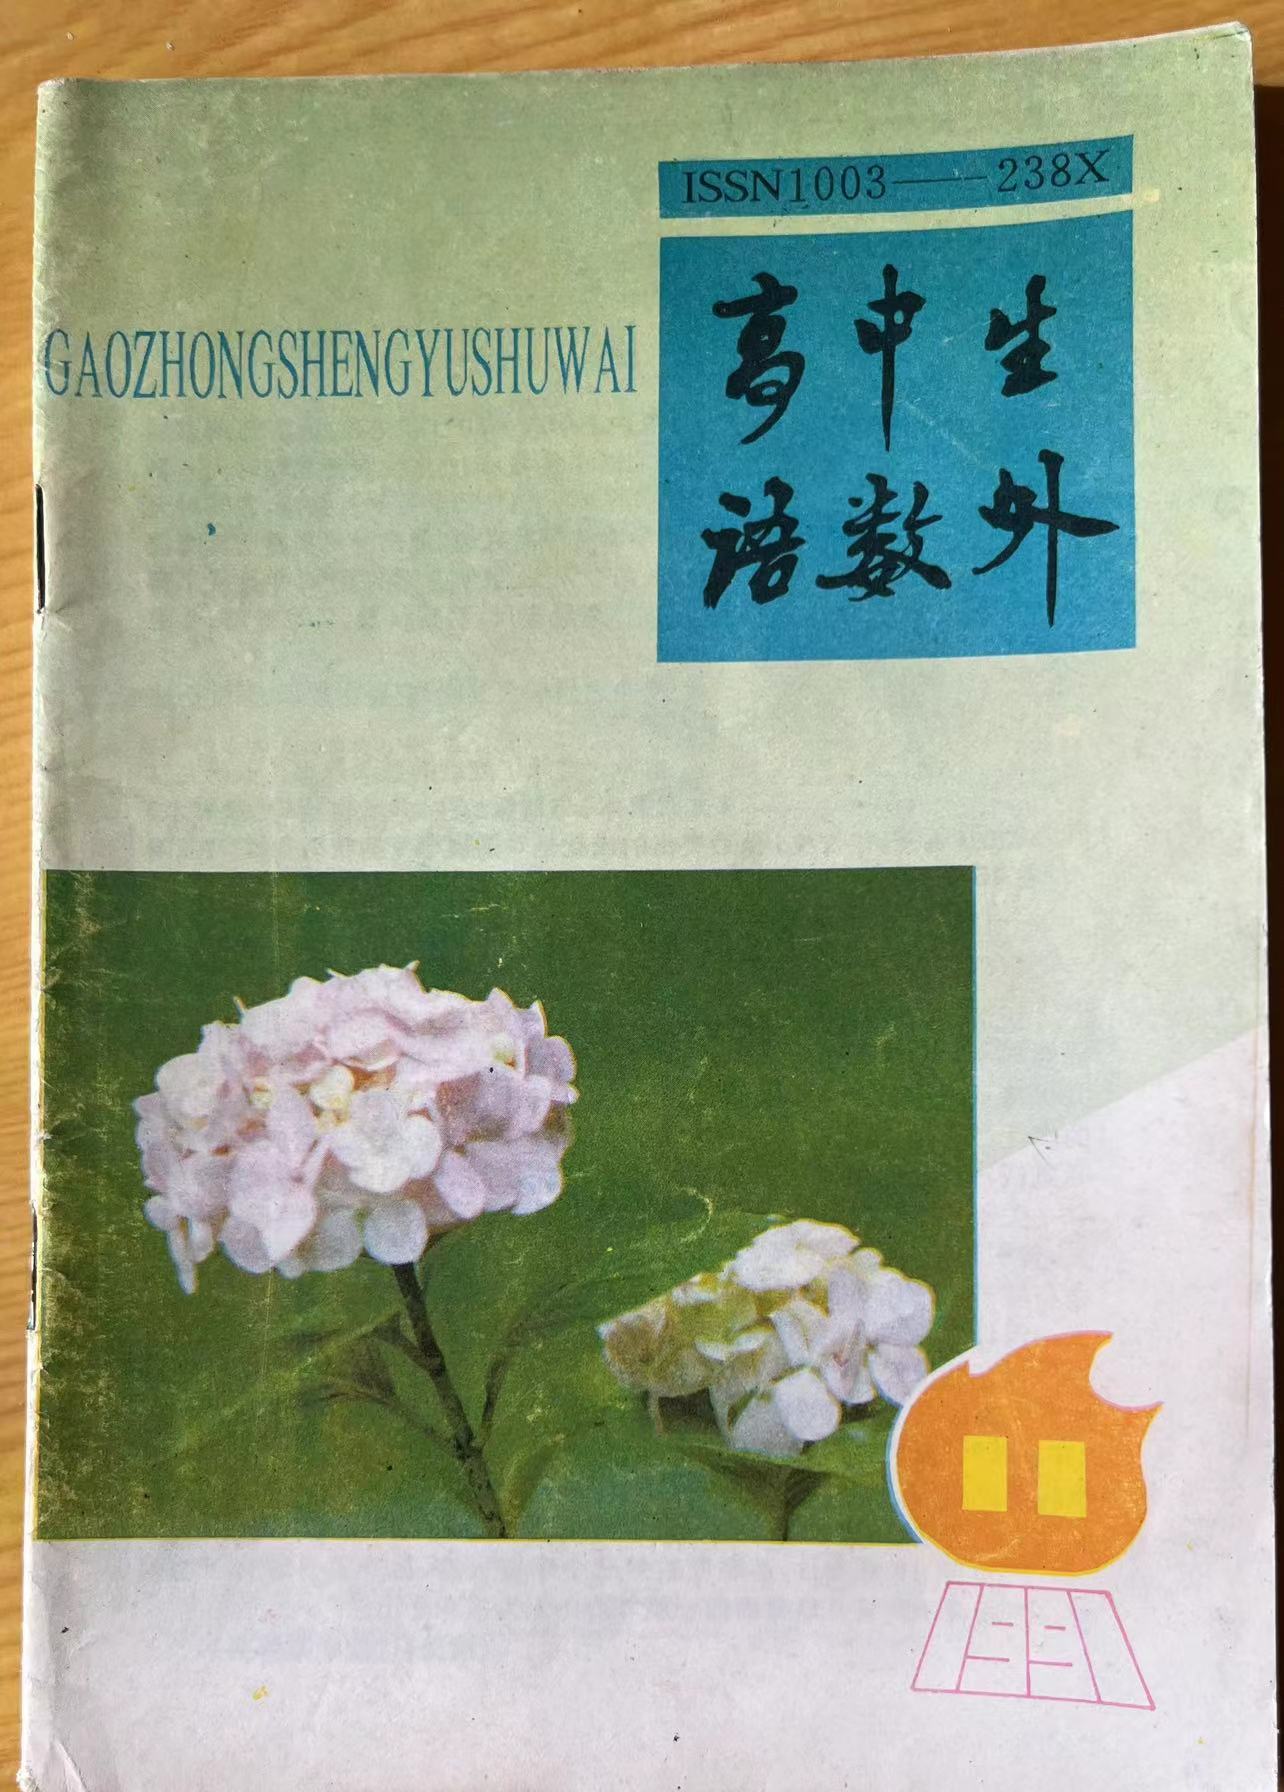 ISSN1003——238X
GAOZHONGSHENGYUSHUWAI
高中生
语数外
11
1991